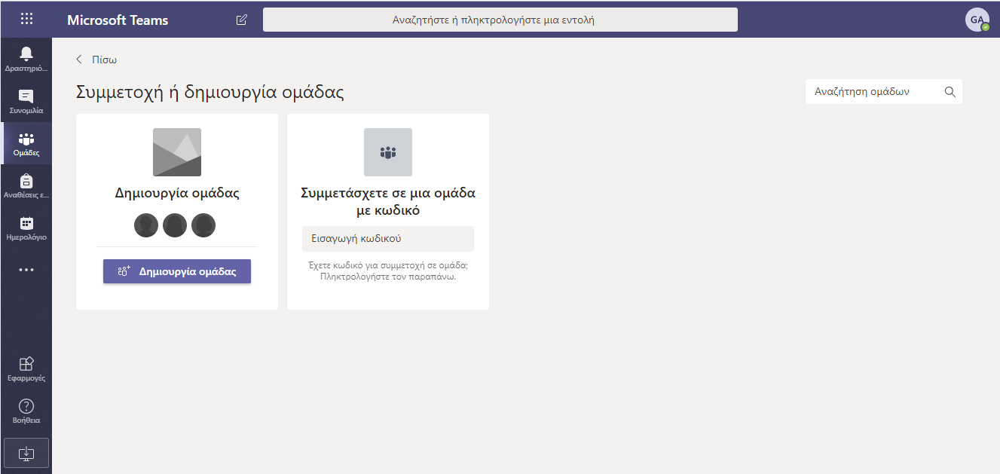 Microsoft Teams
Αναζητήστε ή πληκτρολογήστε μια εντολή
GA
Δραστηριό...
Συνομιλία
Ομάδες
Αναθέσεις ε...
Ημερολόγιο
Εφαρμογές
Βοήθεια
Πίσω
Συμμετοχή ή δημιουργία ομάδας
Αναζήτηση ομάδων
Δημιουργία ομάδας
Δημιουργία ομάδας
Συμμετάσχετε σε μια ομάδα
με κωδικό
Εισαγωγή κωδικού
Έχετε κωδικό για συμμετοχή σε ομάδα;
Πληκτρολογήστε τον παραπάνω.